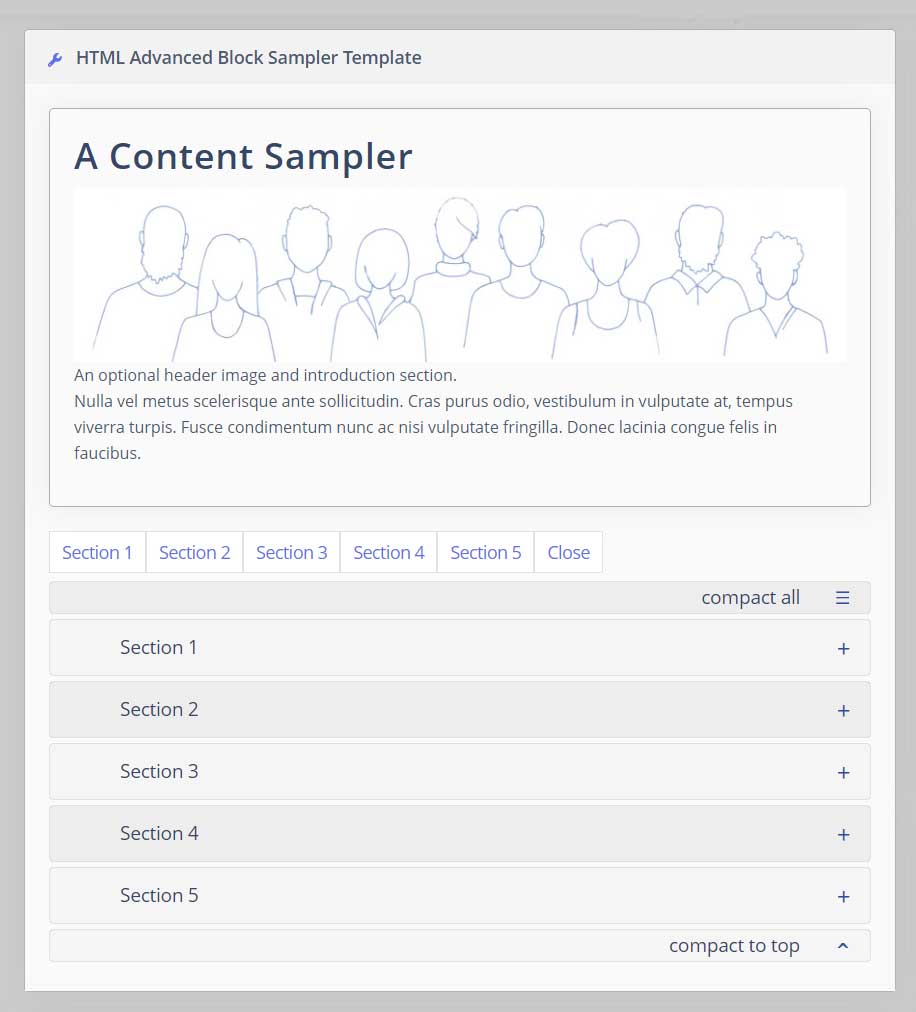 HTML Advanced Block Sampler Template
A Content Sampler
An optional header image and introduction section.
Nulla vel metus scelerisque ante sollicitudin. Cras purus odio, vestibulum in vulputate at, tempus
viverra turpis. Fusce condimentum nunc ac nisi vulputate fringilla. Donec lacinia congue felis in
faucibus.
Section 1 Section 2 Section 3 Section 4 Section 5 Close
compact all ☰
Section 1 +
Section 2 +
Section 3 +
Section 4 +
Section 5 +
compact to top